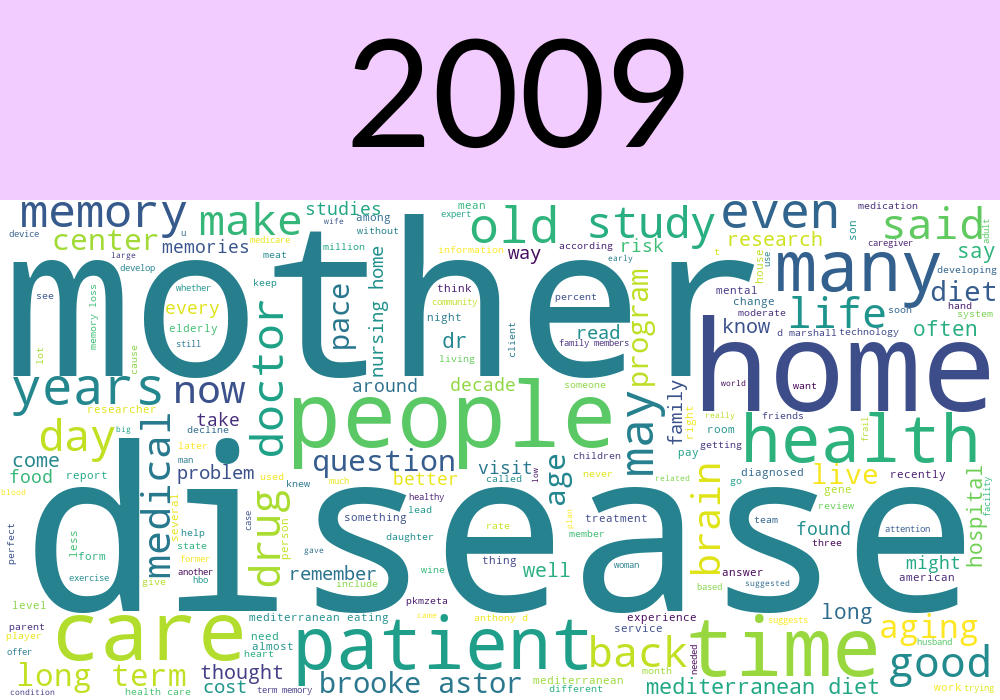 2009
memory
make
studies
wife
among
without
mean
expert
old
study
even
medication
son
said
adult
device
center
u
large
memories
medicare
million
meat
develop
information
way
according
early
risk
t
research
house
use
caregiver
say
developing
mother
many
diet
see
memory loss
lot
cause
whether
every
elderly
still
keep
pace
nursing home
think
community
night
dr
living
client
percent
read
family members
program
mental
change
moderate
know
life
soon
d marshall
technology
hand
system
often
home
world
want
years
now
doctor
around
decade
someone
may
family
researcher
take
decline
people
right
really
friends
room
getting
pay
health
frail
day
big
later
man
come
food
report
blood
problem
medical
several
question
used
knew
much
better
visit
called
low
age
children
never
related
brain
go
diagnosed
live
gene
review
recently
hospital
facility
disease
perfect
less
form
exercise
help
state
former
another
hbo
give
case
drug
person
gave
something
healthy
lead
daughter
remember
include
wine
pkmzeta
rate
thing
well
plan
treatment
member
woman
based
team
answer
suggested
found
three
attention
might
american
level
parent
player
offer
care
mediterranean eating
need
almost
heart
came
anthony d
experience
service
suggests
long
aging
husband
patient
back
time
needed
month
good
long term
condition
health care
thought
cost
term memory
brooke astor
mediterranean
different
mediterranean diet
work
trying